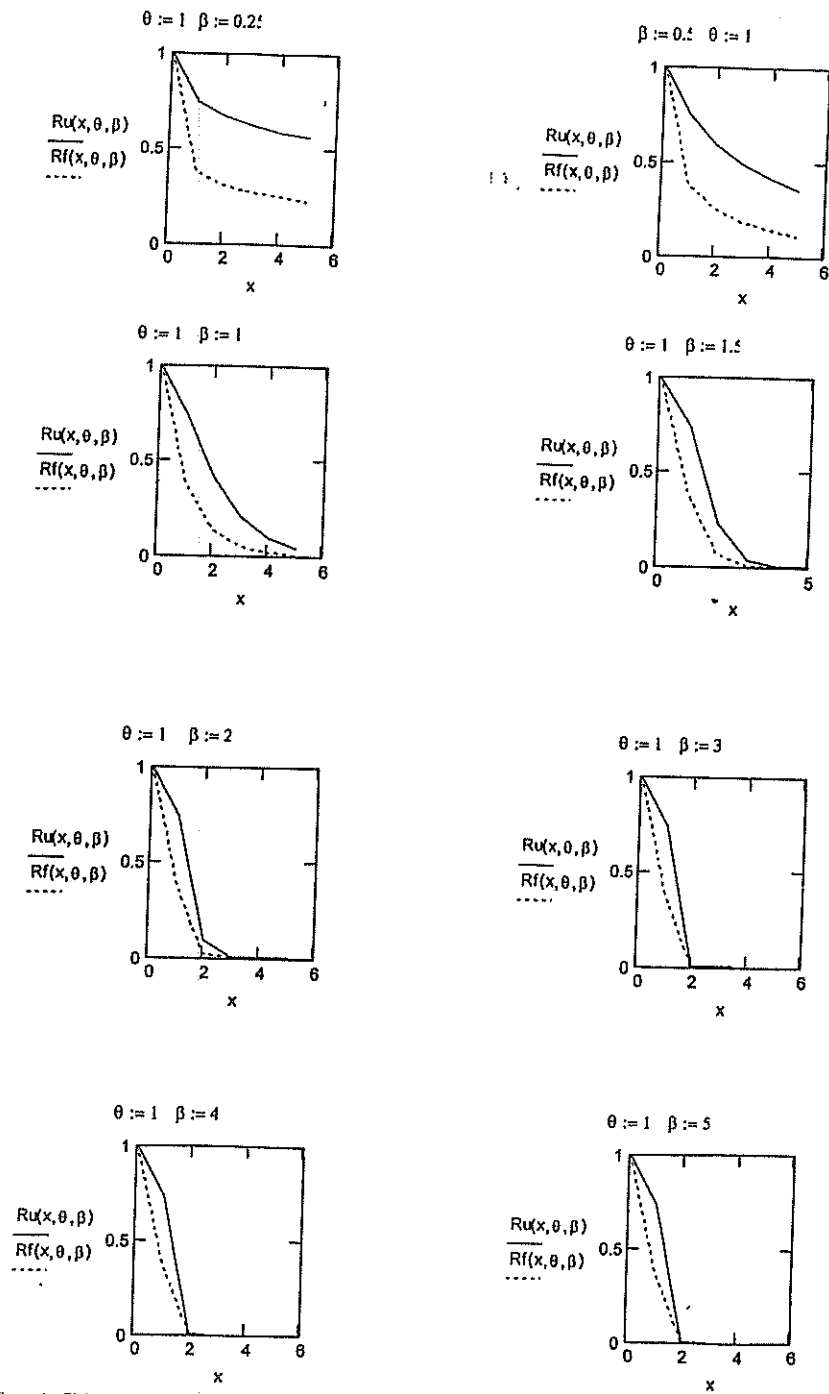 θ := 1 β := 0.25
1
Ru(x,θ,β)
Rf(x,θ,β)
0.5
0
0 2 4 6
x
β := 0.5 θ := 1
1
Ru(x,θ,β)
Rf(x,θ,β)
0.5
0
0 2 4 6
x
θ := 1 β := 1
1
Ru(x,θ,β)
Rf(x,θ,β)
0.5
0
0 2 4 6
x
θ := 1 β := 1.5
1
Ru(x,θ,β)
Rf(x,θ,β)
0.5
0
0 5
x
θ := 1 β := 2
1
Ru(x,θ,β)
Rf(x,θ,β)
0.5
0
0 2 4 6
x
θ := 1 β := 3
1
Ru(x,θ,β)
Rf(x,θ,β)
0.5
0
0 2 4 6
x
θ := 1 β := 4
1
Ru(x,θ,β)
Rf(x,θ,β)
0.5
0
0 2 4 6
x
θ := 1 β := 5
1
Ru(x,θ,β)
Rf(x,θ,β)
0.5
0
0 2 4 6
x